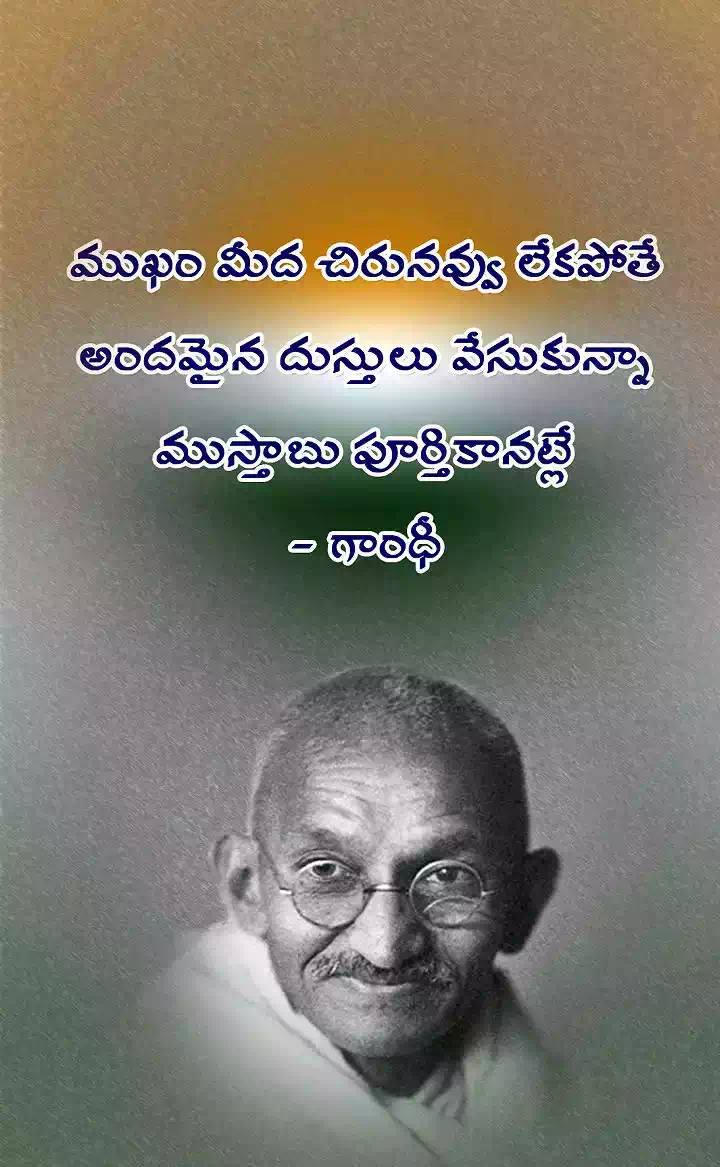 ముఖం మీద చిరునవ్వు లేకపోతే
అందమైన దుస్తులు వేసుకున్నా
ముస్తాబు పూర్తికానట్లే
- గాంధీ